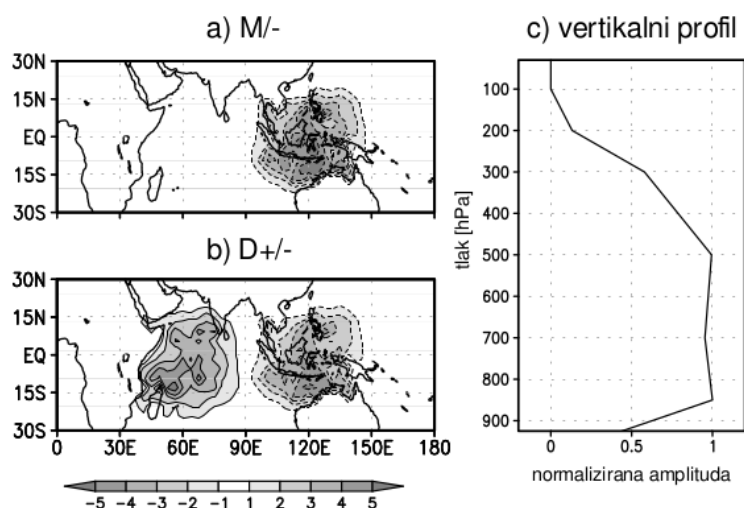 a) M/-
30N
15N
EQ
15S
30S
b) D+/-
30N
15N
EQ
15S
30S
0 30E 60E 90E 120E 150E 180
-5 -4 -3 -2 -1 1 2 3 4 5
c) vertikalni profil
tlak [hPa]
100
200
300
400
500
600
700
800
900
0 0.5 1
normalizirana amplituda